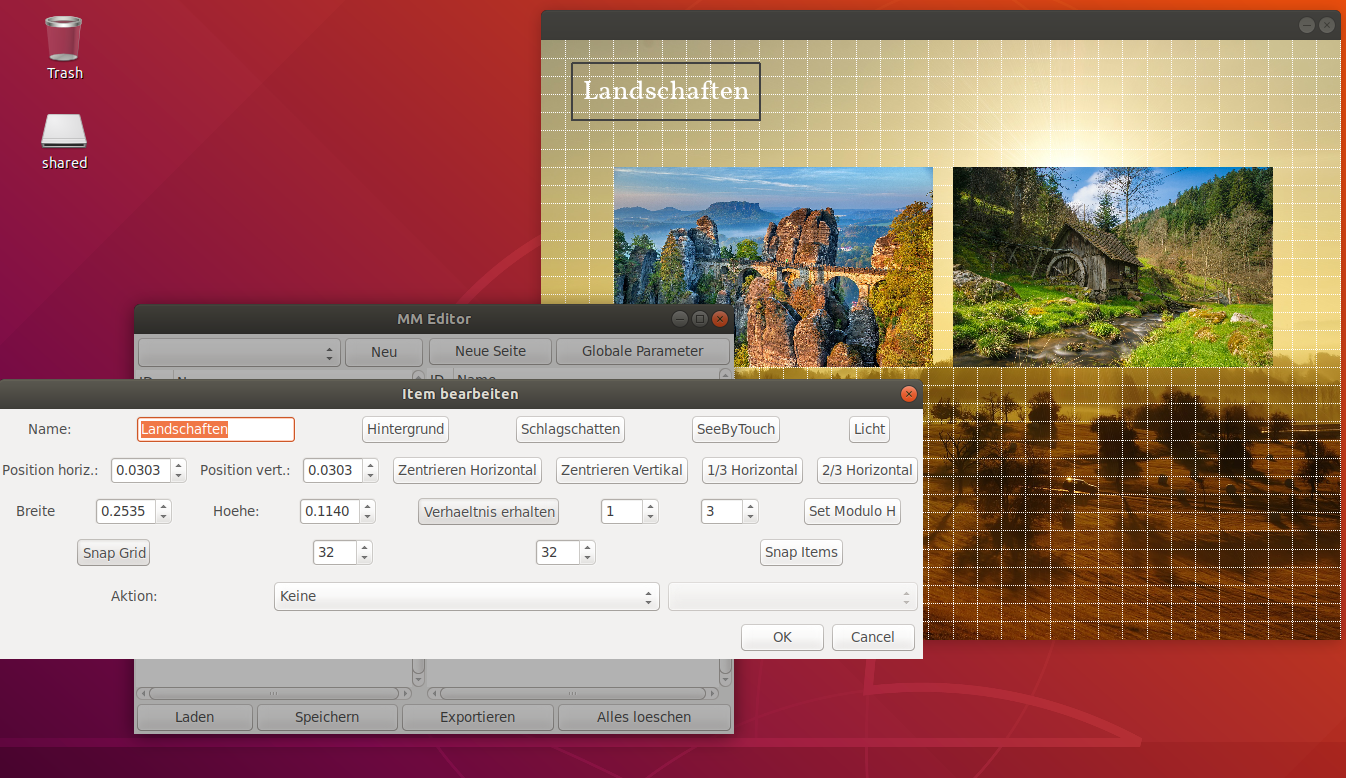 Trash
shared
Landschaften
MM Editor
Neu
Neue Seite
Globale Parameter
ID
Name
Item bearbeiten
Name:
Landschaften
Hintergrund
Schlagschatten
SeeByTouch
Licht
Position horiz.:
0.0303
Position vert.:
0.0303
Zentrieren Horizontal
Zentrieren Vertikal
1/3 Horizontal
2/3 Horizontal
Breite
0.2535
Hoehe:
0.1140
Verhaeltnis erhalten
1
3
Set Modulo H
Snap Grid
32
32
Snap Items
Aktion:
Keine
OK
Cancel
Laden
Speichern
Exportieren
Alles loeschen